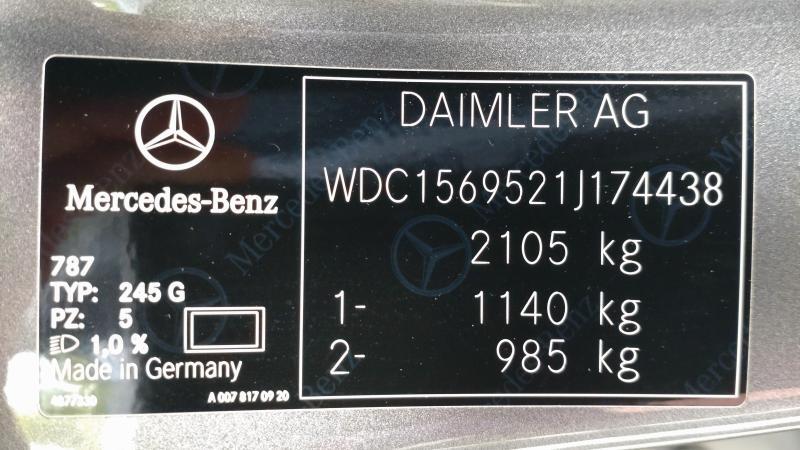 Mercedes-Benz
787
TYP: 245 G
PZ: 5
1,0 %
Made in Germany
A 007 817 09 20
DAIMLER AG
WDC1569521J174438
2105 kg
1- 1140 kg
2- 985 kg